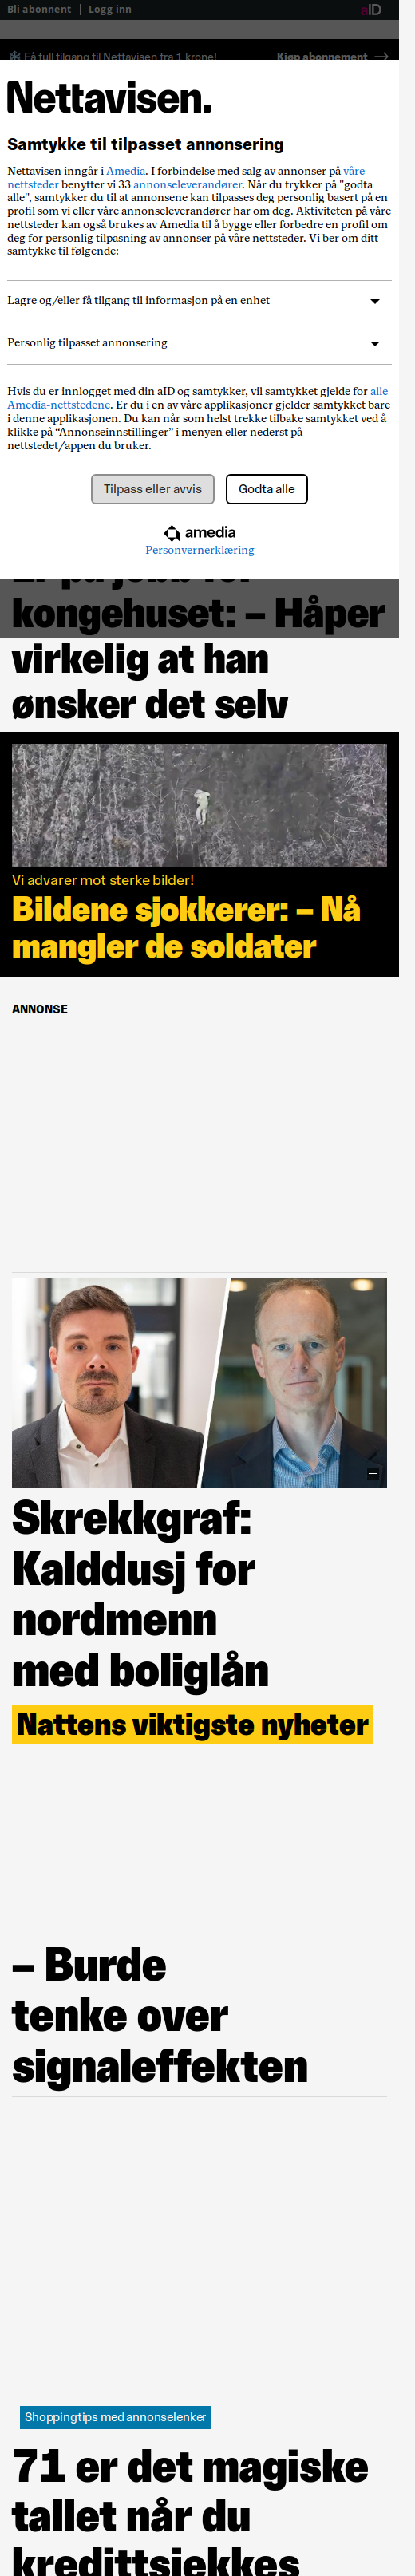 Bli abonnent | Logg inn
aID
Få full tilgang til Nettavisen fra 1 krone!
Kjøp abonnement
Nettavisen.
Samtykke til tilpasset annonsering
Nettavisen inngår i Amedia. I forbindelse med salg av annonser på våre
nettsteder benytter vi 33 annonseleverandører. Når du trykker på "godta
alle", samtykker du til at annonsene kan tilpasses deg personlig basert på en
profil som vi eller våre annonseleverandører har om deg. Aktiviteten på våre
nettsteder kan også brukes av Amedia til å bygge eller forbedre en profil om
deg for personlig tilpasning av annonser på våre nettsteder. Vi ber om ditt
samtykke til følgende:
Lagre og/eller få tilgang til informasjon på en enhet
Personlig tilpasset annonsering
Hvis du er innlogget med din aID og samtykker, vil samtykket gjelde for alle
Amedia-nettstedene. Er du i en av våre applikasjoner gjelder samtykket bare
i denne applikasjonen. Du kan når som helst trekke tilbake samtykket ved å
klikke på “Annonseinnstillinger” i menyen eller nederst på
nettstedet/appen du bruker.
Tilpass eller avvis
Godta alle
amedia
Personvernerklæring
Er på jobb for
kongehuset: – Håper
virkelig at han
ønsker det selv
Vi advarer mot sterke bilder!
Bildene sjokkerer: – Nå
mangler de soldater
ANNONSE
Skrekkgraf:
Kalddusj for
nordmenn
med boliglån
Nattens viktigste nyheter
– Burde
tenke over
signaleffekten
Shoppingtips med annonselenker
71 er det magiske
tallet når du
kredittsjekkes